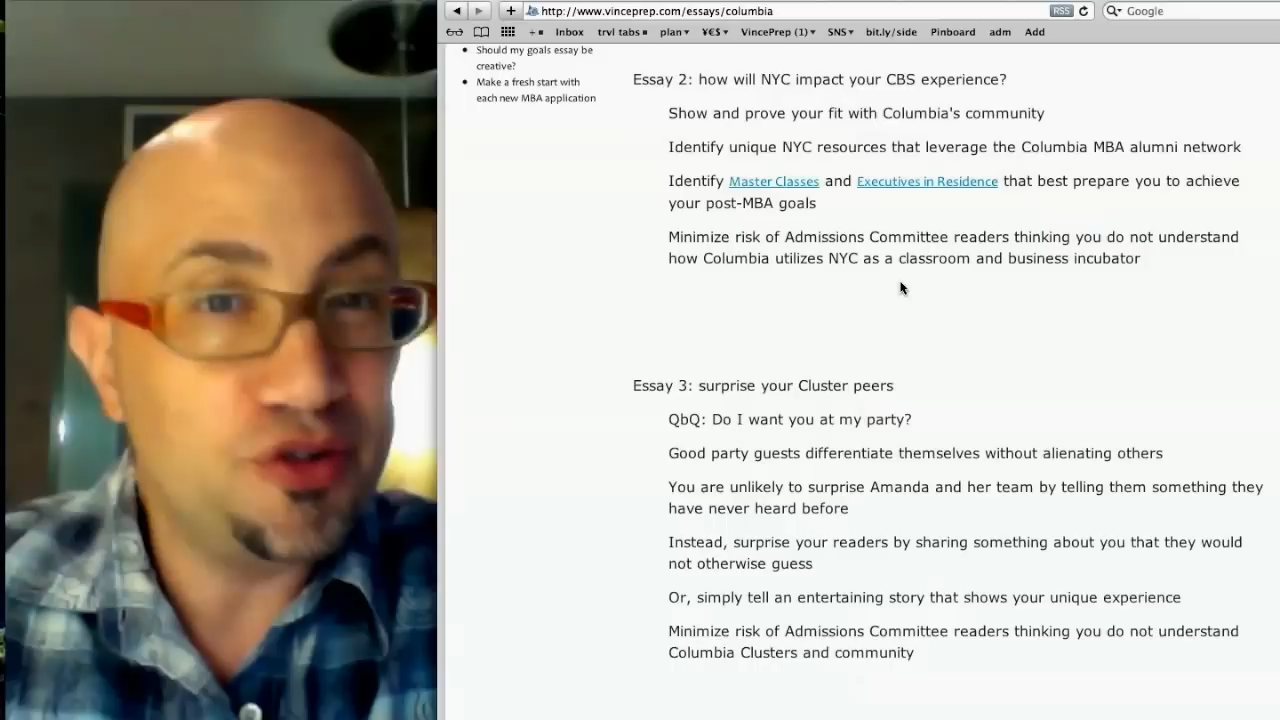 http://www.vinceprep.com/essays/columbia
RSS
Google
Inbox trvl tabs plan ¥€$ VincePrep (1) SNS bit.ly/side Pinboard adm Add
Should my goals essay be
creative?
Make a fresh start with
each new MBA application
Essay 2: how will NYC impact your CBS experience?
Show and prove your fit with Columbia's community
Identify unique NYC resources that leverage the Columbia MBA alumni network
Identify Master Classes and Executives in Residence that best prepare you to achieve
your post-MBA goals
Minimize risk of Admissions Committee readers thinking you do not understand
how Columbia utilizes NYC as a classroom and business incubator
Essay 3: surprise your Cluster peers
QbQ: Do I want you at my party?
Good party guests differentiate themselves without alienating others
You are unlikely to surprise Amanda and her team by telling them something they
have never heard before
Instead, surprise your readers by sharing something about you that they would
not otherwise guess
Or, simply tell an entertaining story that shows your unique experience
Minimize risk of Admissions Committee readers thinking you do not understand
Columbia Clusters and community